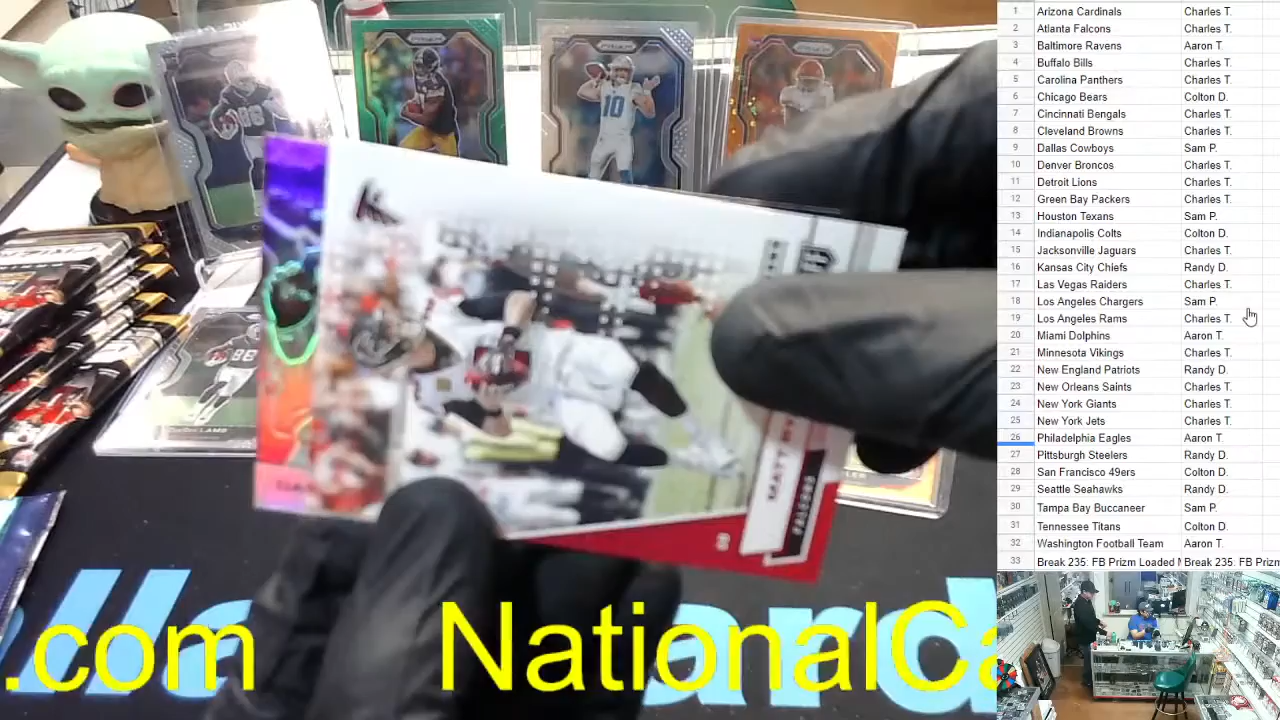 1 Arizona Cardinals Charles T.
2 Atlanta Falcons Charles T.
3 Baltimore Ravens Aaron T
4 Buffalo Bills Charles T.
5 Carolina Panthers Charles T.
6 Chicago Bears Colton D.
7 Cincinnati Bengals Charles T.
8 Cleveland Browns Charles T.
9 Dallas Cowboys Sam P.
10 Denver Broncos Charles T.
11 Detroit Lions Charles T.
12 Green Bay Packers Charles T.
13 Houston Texans Sam P.
14 Indianapolis Colts Colton D.
15 Jacksonville Jaguars Charles T.
16 Kansas City Chiefs Randy D.
17 Las Vegas Raiders Charles T.
18 Los Angeles Chargers Sam P.
19 Los Angeles Rams Charles T.
20 Miami Dolphins Aaron T.
21 Minnesota Vikings Charles T.
22 New England Patriots Randy D.
23 New Orleans Saints Charles T.
24 New York Giants Charles T.
25 New York Jets Charles T.
26 Philadelphia Eagles Aaron T.
27 Pittsburgh Steelers Randy D.
28 San Francisco 49ers Colton D.
29 Seattle Seahawks Randy D.
30 Tampa Bay Buccaneer Sam P.
31 Tennessee Titans Colton D.
32 Washington Football Team Aaron T.
33 Break 235: FB Prizm Loaded Break 235: FB Prizm
PRIZM
PRIZM
PRIZM
10
88
LAMB
MATT
FALCONS
.com NationalCa